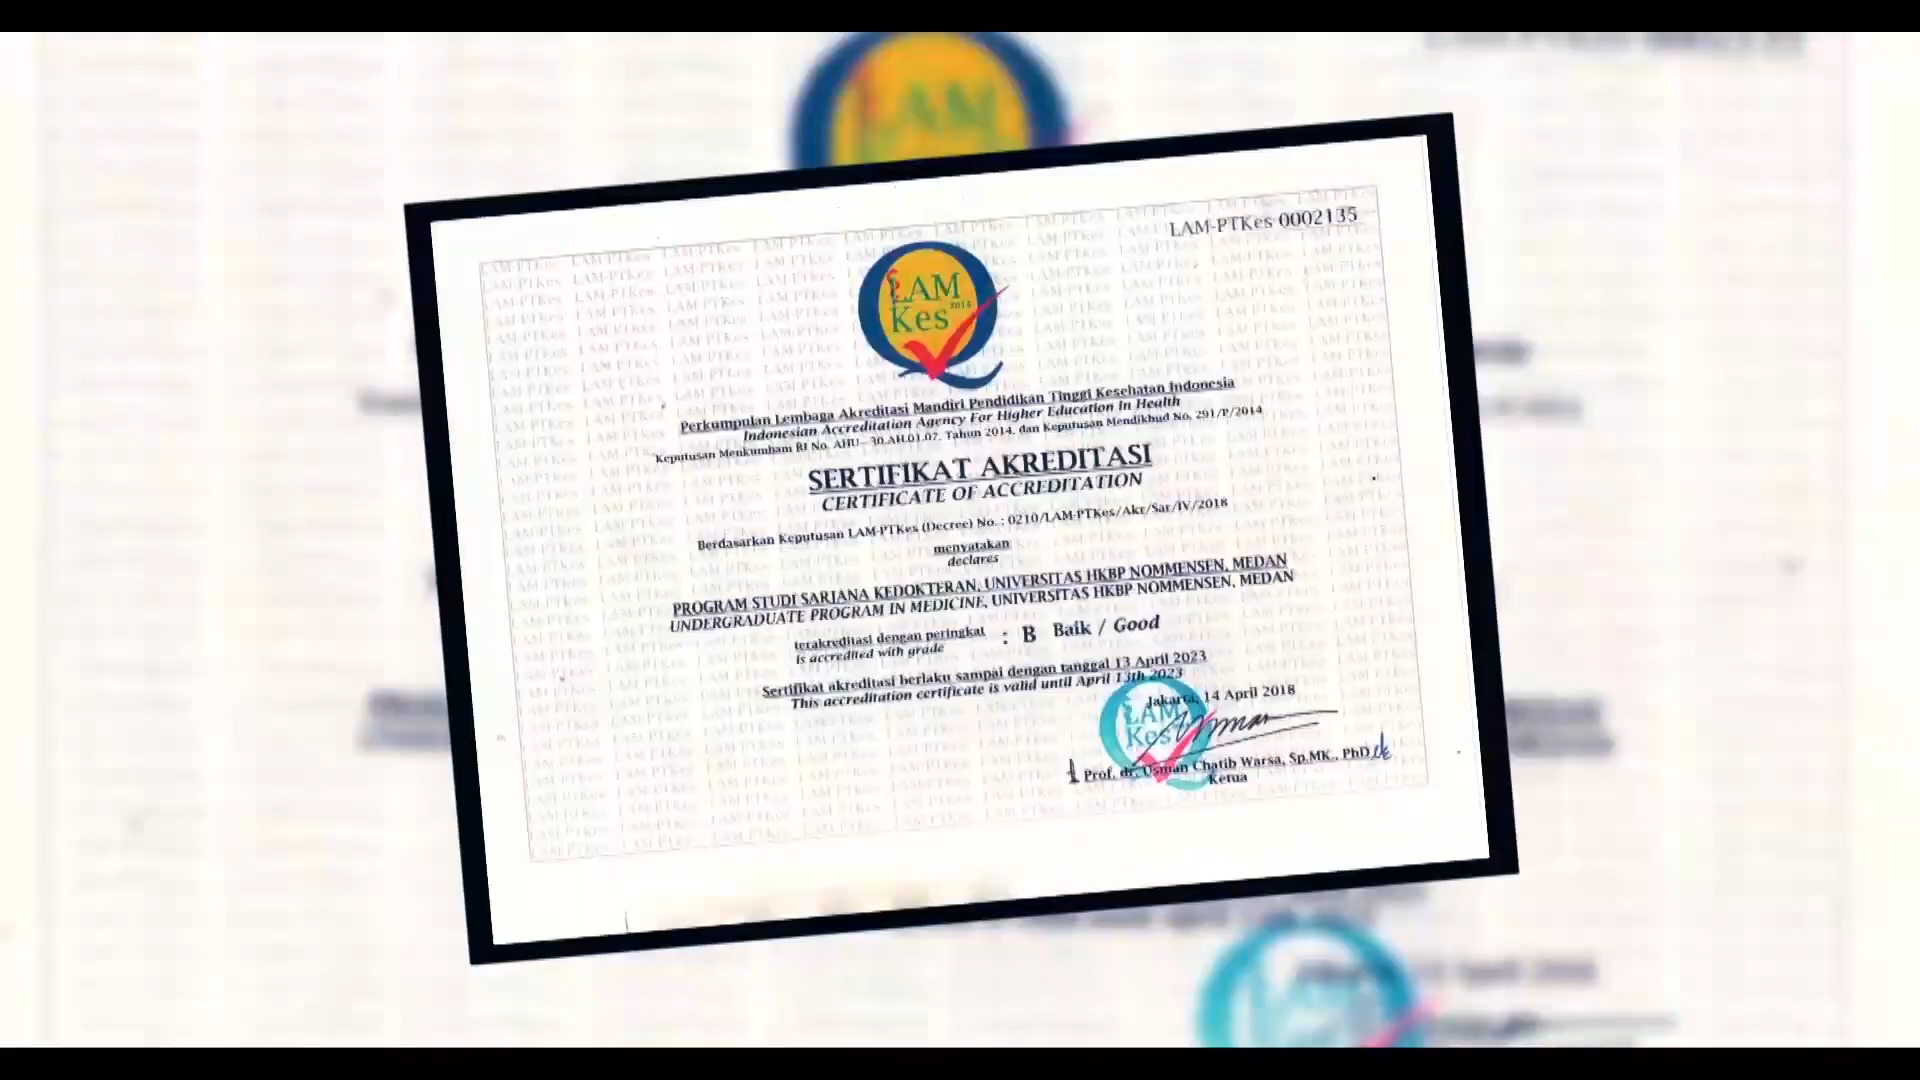 LAM-PTKes 0002135
LAM
2014
Kes
Perkumpulan Lembaga Akreditasi Mandiri Pendidikan Tinggi Kesehatan Indonesia
Indonesian Accreditation Agency For Higher Education in Health
Keputusan Menkumham RI No. AHU- 30.AH.01.07. Tahun 2014. dan Keputusan Mendikbud No. 291/P/2014
SERTIFIKAT AKREDITASI
CERTIFICATE OF ACCREDITATION
Berdasarkan Keputusan LAM-PTKes (Decree) No. : 0210/LAM-PTKes/Akr/Sar/IV/2018
menyatakan
declares
PROGRAM STUDI SARJANA KEDOKTERAN, UNIVERSITAS HKBP NOMMENSEN, MEDAN
UNDERGRADUATE PROGRAM IN MEDICINE, UNIVERSITAS HKBP NOMMENSEN, MEDAN
terakreditasi dengan peringkat : B Baik / Good
is accredited with grade
Sertifikat akreditasi berlaku sampai dengan tanggal 13 April 2023
This accreditation certificate is valid until April 13th 2023
Jakarta, 14 April 2018
LAM
Kes
Prof. dr. Usman Chatib Warsa, Sp.MK., PhD
Ketua